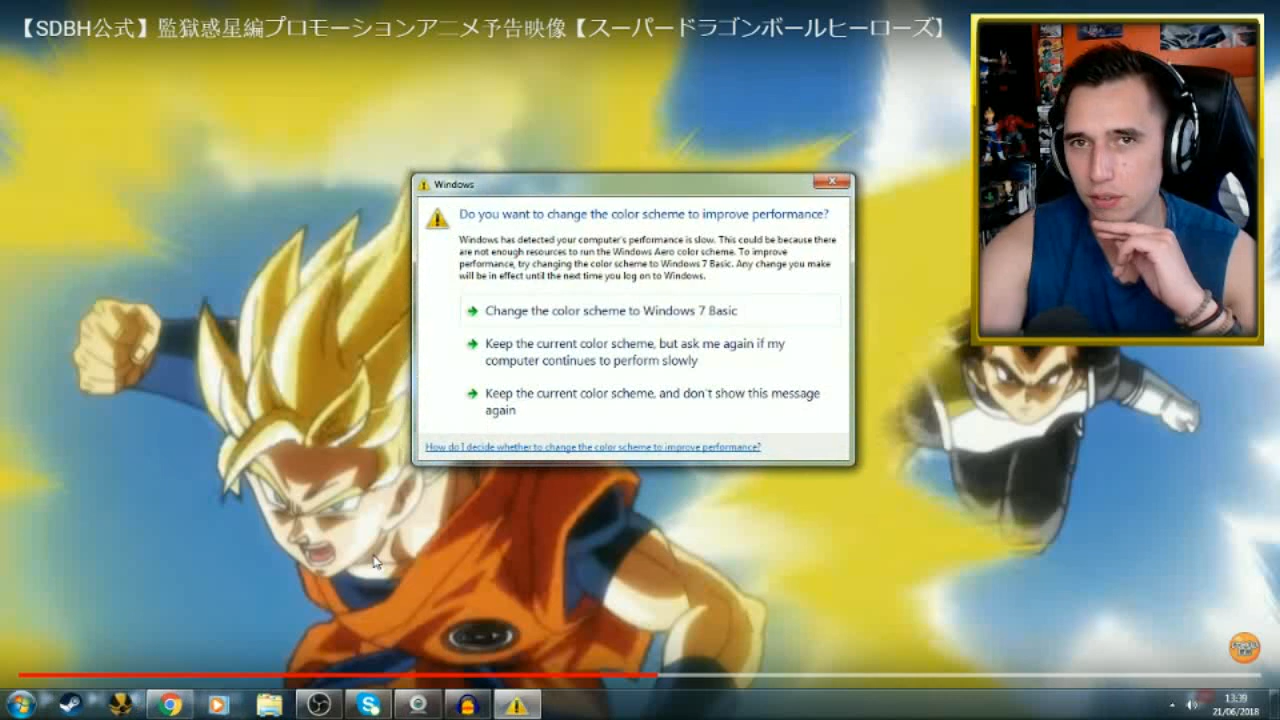 【SDBH公式】監獄惑星編プロモーションアニメ予告映像【スーパードラゴンボールヒーローズ】
Windows
Do you want to change the color scheme to improve performance?
Windows has detected your computer's performance is slow. This could be because there
are not enough resources to run the Windows Aero color scheme. To improve
performance, try changing the color scheme to Windows 7 Basic. Any change you make
will be in effect until the next time you log on to Windows.
Change the color scheme to Windows 7 Basic
Keep the current color scheme, but ask me again if my
computer continues to perform slowly
Keep the current color scheme, and don't show this message
again
How do I decide whether to change the color scheme to improve performance?
13:39
21/06/2018